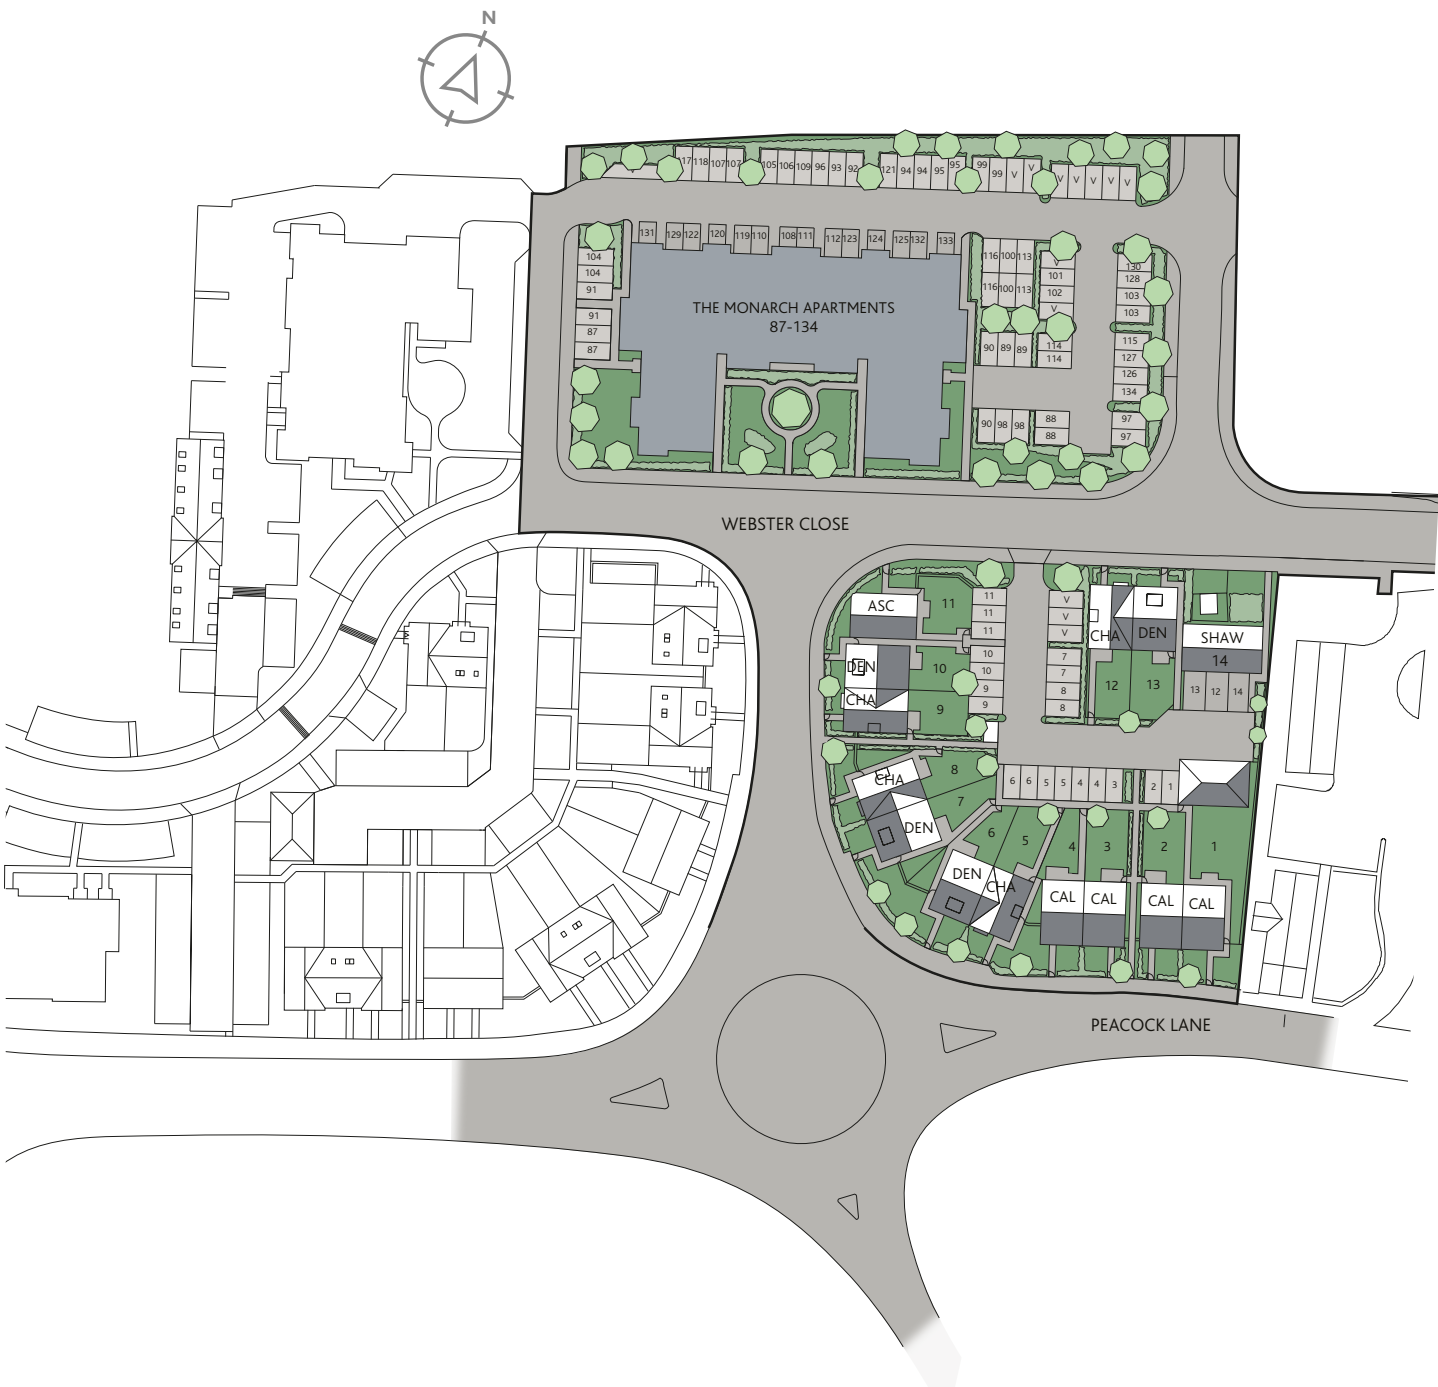 N
117 118 107 107 105 106 109 96 93 92 121 94 94 95 95 99 99 V V V V V V V
131 129 122 120 119 110 108 111 112 123 124 125 132 133
104
104
91
91
87
87
THE MONARCH APARTMENTS
87-134
116 100 113
116 100 113
V
101
102
V
130
128
103
103
90 89 89
114
114
115
127
126
134
90 98 98
88
88
97
97
WEBSTER CLOSE
ASC
11
11
11
11
V
V
V
CHA
DEN
SHAW
14
DEN
CHA
10
9
10
10
9
9
7
7
8
8
12
13
13 12 14
CHA
DEN
8
7
6 6 5 5 4 4 3
2 1
6
5
4
3
2
1
DEN
CHA
CAL CAL
CAL CAL
PEACOCK LANE